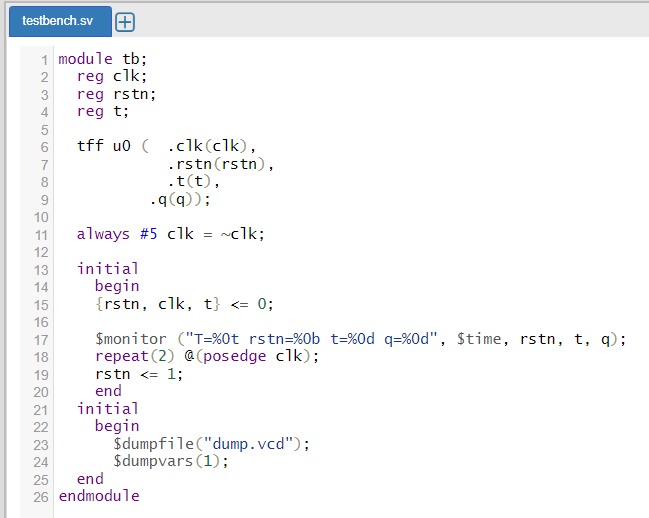 testbench.sv
1 module tb;
2 reg clk;
3 reg rstn;
4 reg t;
5
6 tff u0 ( .clk(clk),
7 .rstn(rstn),
8 .t(t),
9 .q(q));
10
11 always #5 clk = ~clk;
12
13 initial
14 begin
15 {rstn, clk, t} <= 0;
16
17 $monitor ("T=%0t rstn=%0b t=%0d q=%0d", $time, rstn, t, q);
18 repeat(2) @(posedge clk);
19 rstn <= 1;
20 end
21 initial
22 begin
23 $dumpfile("dump.vcd");
24 $dumpvars(1);
25 end
26 endmodule